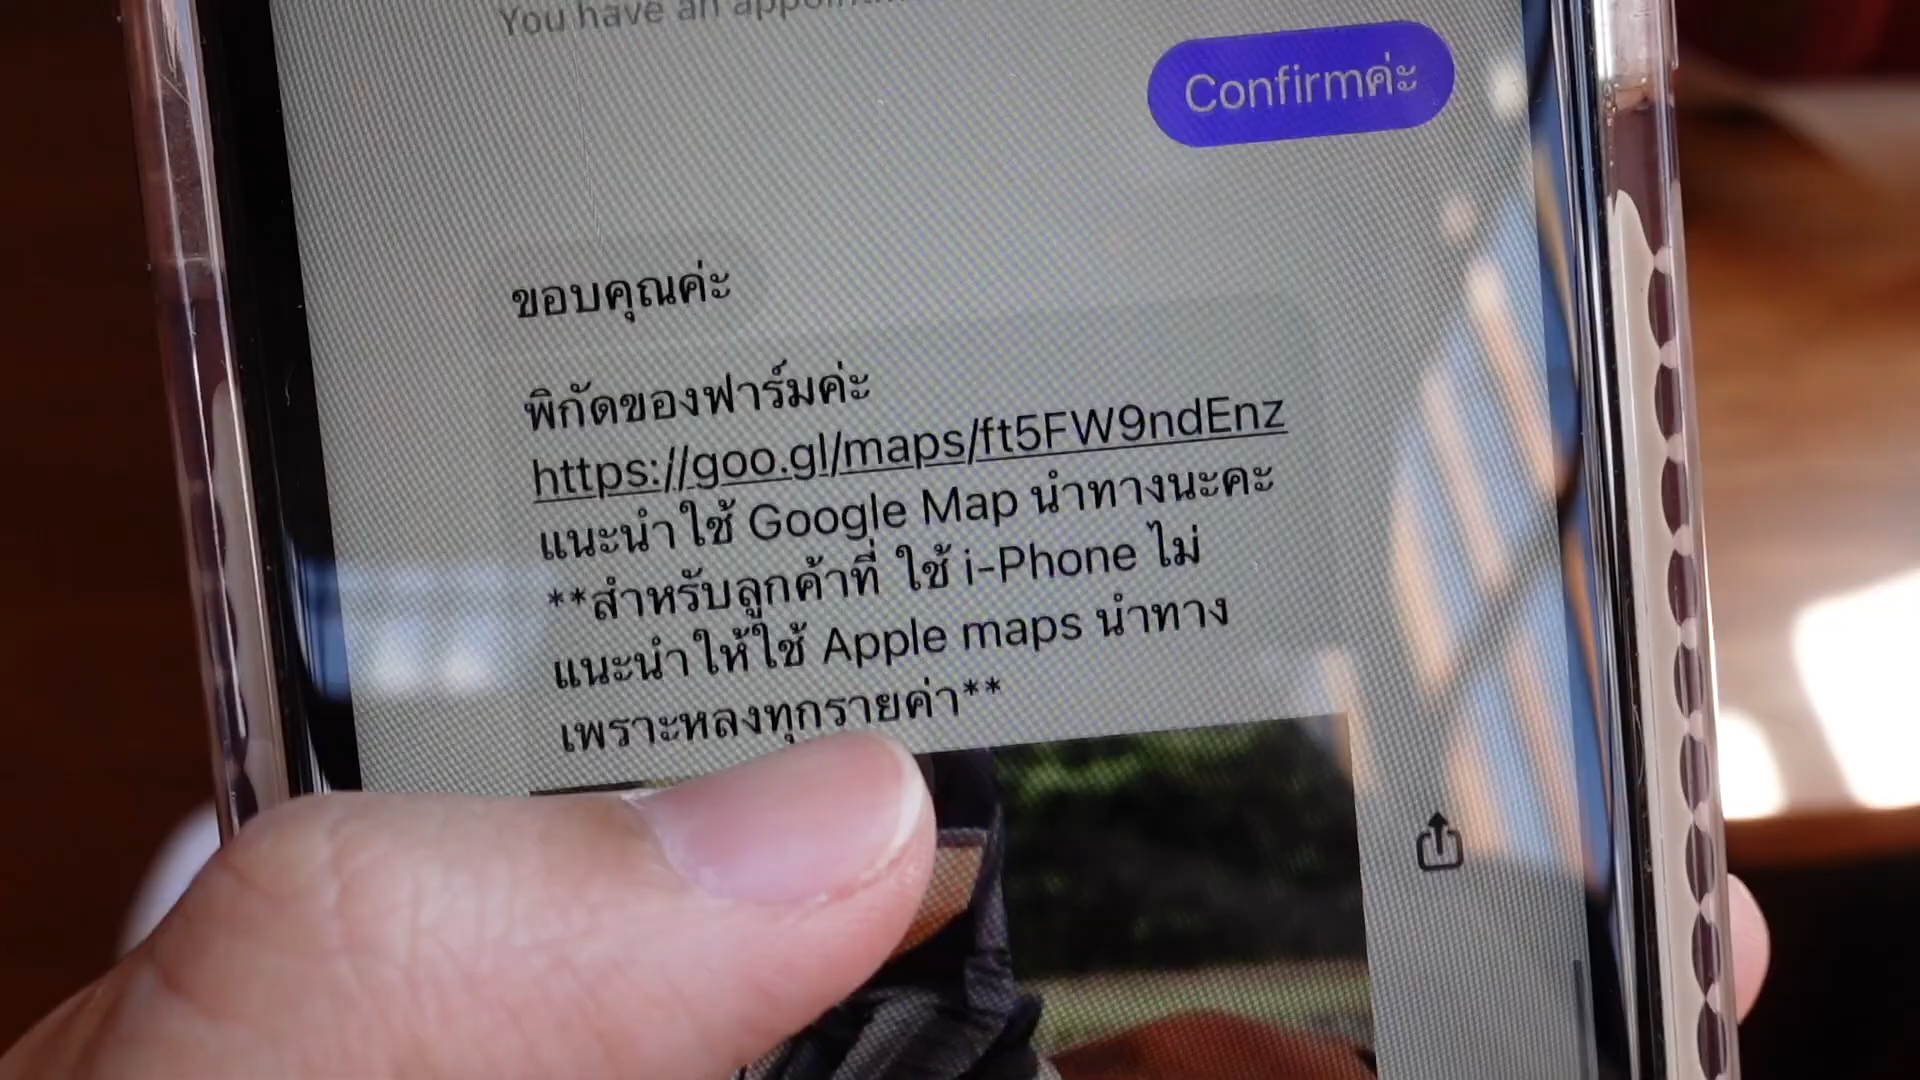 You have an
Confirmค่ะ
ขอบคุณค่ะ
พิกัดของฟาร์มค่ะ
https://goo.gl/maps/ft5FW9ndEnz
แนะนำใช้ Google Map นำทางนะคะ
**สำหรับลูกค้าที่ ใช้ i-Phone ไม่
แนะนำให้ใช้ Apple maps นำทาง
เพราะหลงทุกรายค่า**